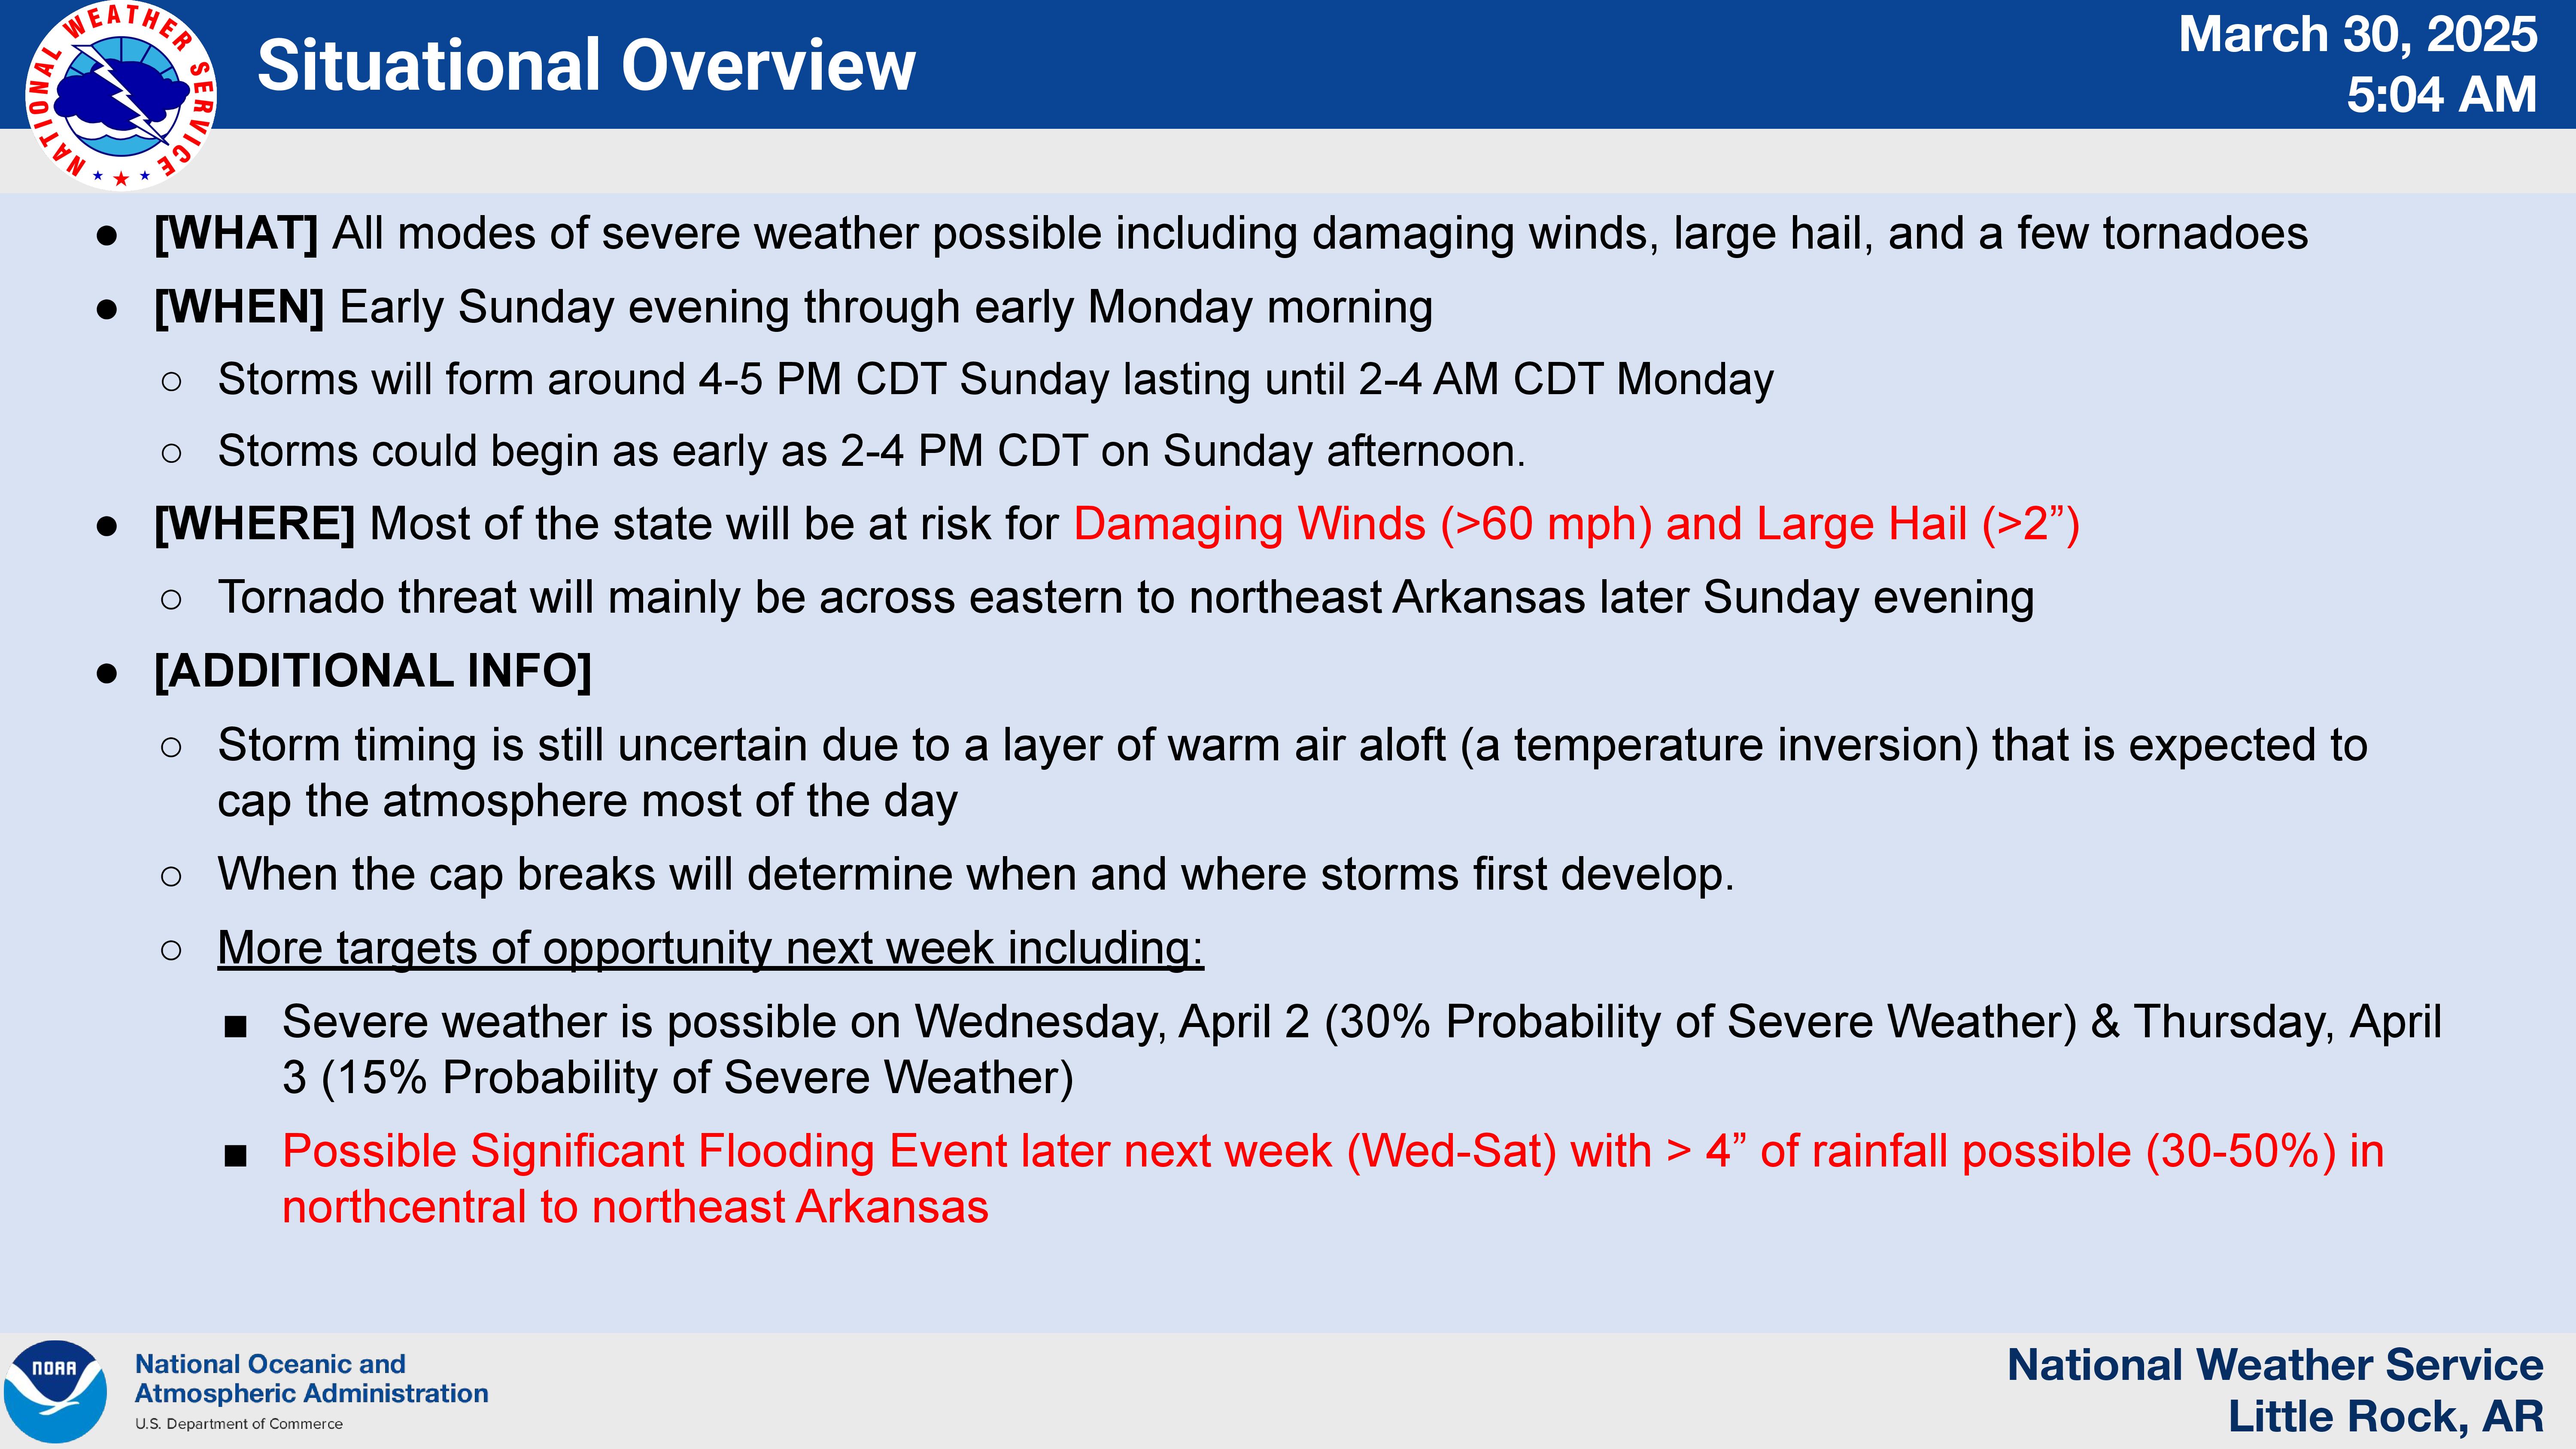 NATIONAL WEATHER SERVICE
Situational Overview
March 30, 2025
5:04 AM
● [WHAT] All modes of severe weather possible including damaging winds, large hail, and a few tornadoes
● [WHEN] Early Sunday evening through early Monday morning
○ Storms will form around 4-5 PM CDT Sunday lasting until 2-4 AM CDT Monday
○ Storms could begin as early as 2-4 PM CDT on Sunday afternoon.
● [WHERE] Most of the state will be at risk for Damaging Winds (>60 mph) and Large Hail (>2”)
○ Tornado threat will mainly be across eastern to northeast Arkansas later Sunday evening
● [ADDITIONAL INFO]
○ Storm timing is still uncertain due to a layer of warm air aloft (a temperature inversion) that is expected to
cap the atmosphere most of the day
○ When the cap breaks will determine when and where storms first develop.
○ More targets of opportunity next week including:
■ Severe weather is possible on Wednesday, April 2 (30% Probability of Severe Weather) & Thursday, April
3 (15% Probability of Severe Weather)
■ Possible Significant Flooding Event later next week (Wed-Sat) with > 4” of rainfall possible (30-50%) in
northcentral to northeast Arkansas
NOAA
National Oceanic and
Atmospheric Administration
U.S. Department of Commerce
National Weather Service
Little Rock, AR